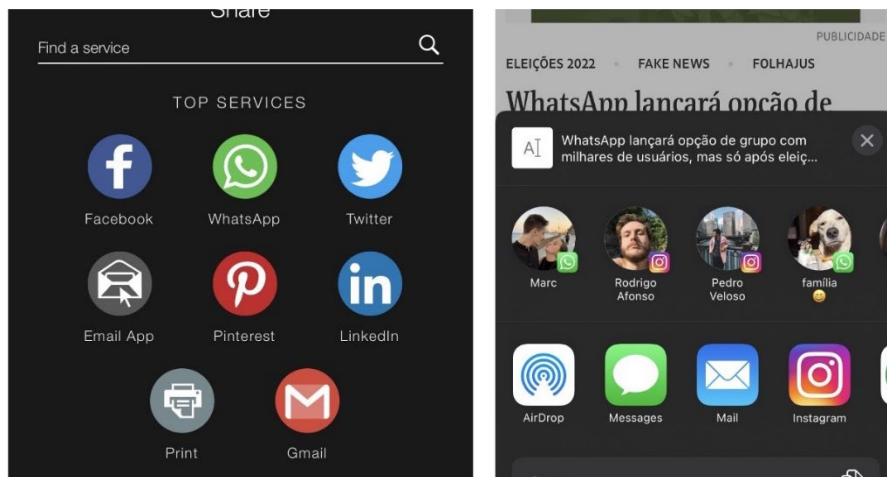 Share
Find a service
TOP SERVICES
Facebook
WhatsApp
Twitter
Email App
Pinterest
LinkedIn
Print
Gmail
PUBLICIDADE
ELEIÇÕES 2022 • FAKE NEWS • FOLHAJUS
WhatsApp lançará opção de
A
WhatsApp lançará opção de grupo com
milhares de usuários, mas só após eleiç...
Marc
Rodrigo
Afonso
Pedro
Veloso
família
😀
AirDrop
Messages
Mail
Instagram